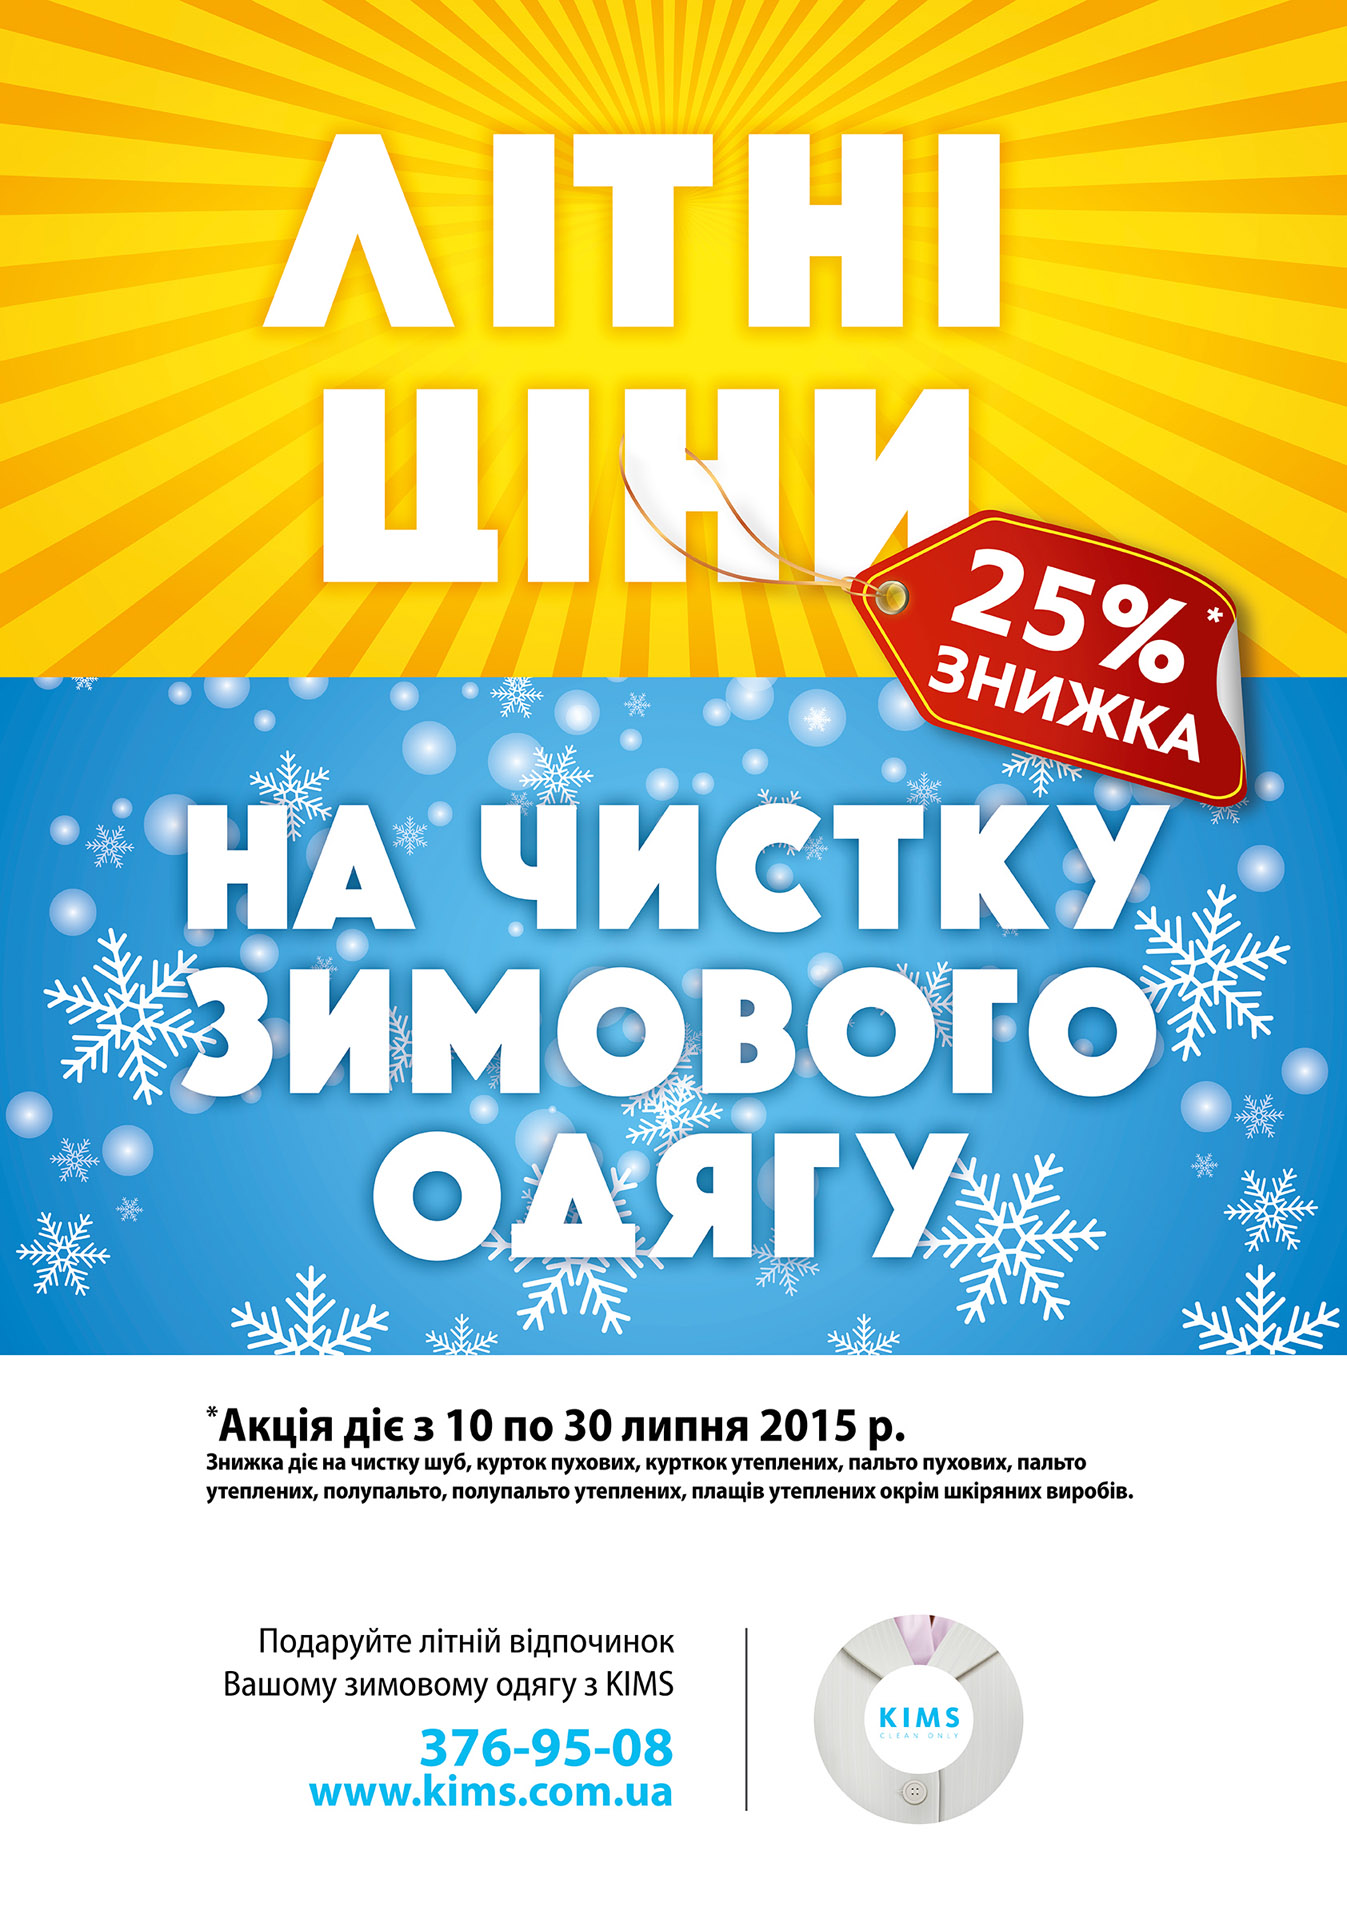 ЛІТНІ
ЦІНИ
25%*
ЗНИЖКА
НА ЧИСТКУ
ЗИМОВОГО
ОДЯГУ
*Акція діє з 10 по 30 липня 2015 р.
Знижка діє на чистку шуб, курток пухових, курткок утеплених, пальто пухових, пальто
утеплених, полупальто, полупальто утеплених, плащів утеплених окрім шкіряних виробів.
Подаруйте літній відпочинок
Вашому зимовому одягу з KIMS
376-95-08
www.kims.com.ua
KIMS
CLEAN ONLY